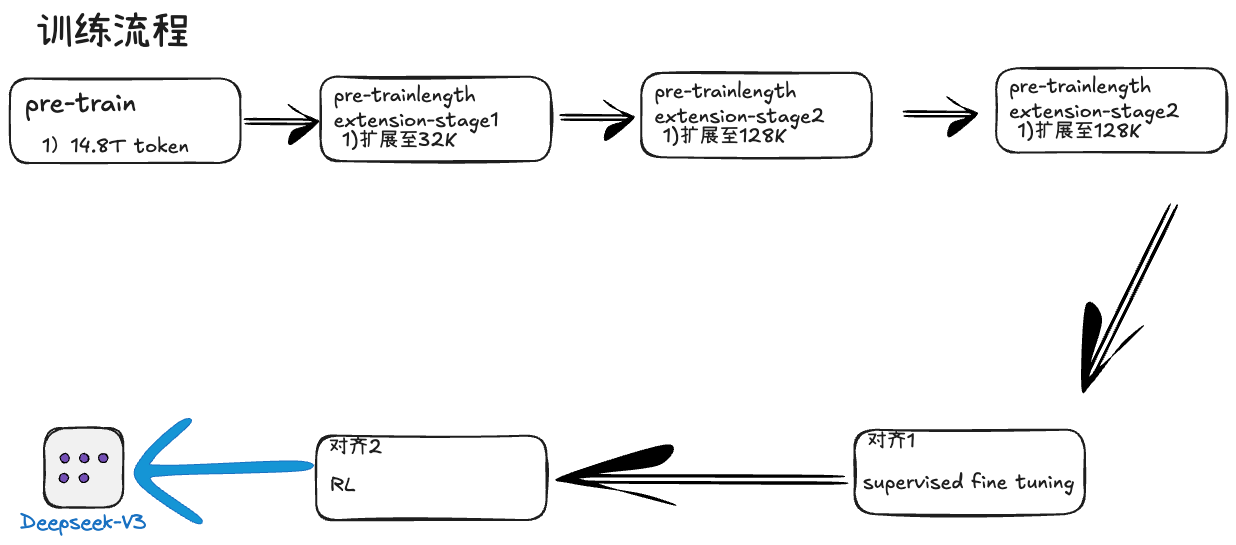 训练流程
pre-train
1）14.8T token
pre-trainlength
extension-stage1
1)扩展至32K
pre-trainlength
extension-stage2
1)扩展至128K
pre-trainlength
extension-stage2
1)扩展至128K
对齐1
supervised fine tuning
对齐2
RL
Deepseek-V3